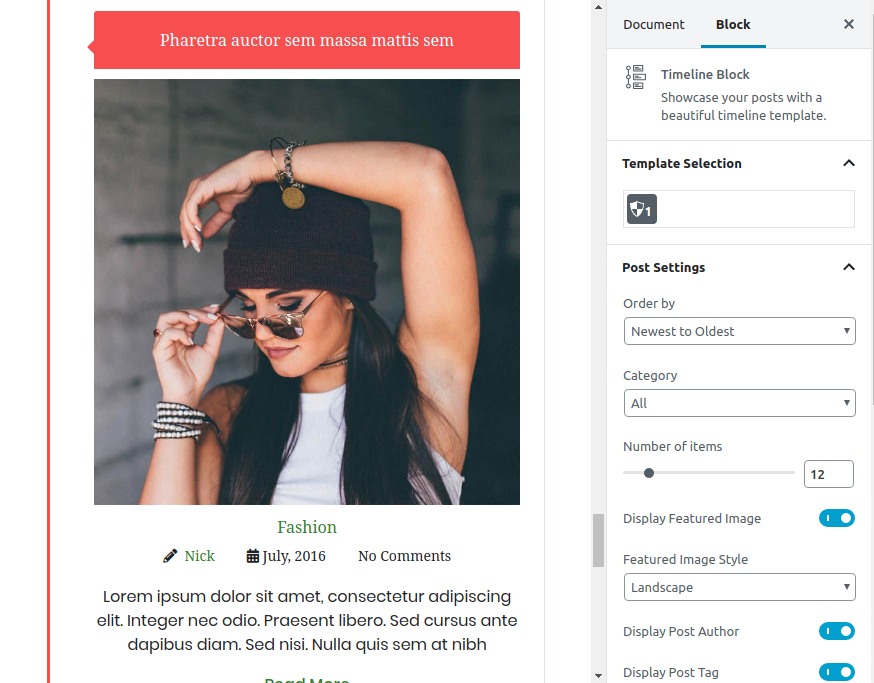 Pharetra auctor sem massa mattis sem
Fashion
Nick July, 2016 No Comments
Lorem ipsum dolor sit amet, consectetur adipiscing
elit. Integer nec odio. Praesent libero. Sed cursus ante
dapibus diam. Sed nisi. Nulla quis sem at nibh
Read More
Document Block
Timeline Block
Showcase your posts with a
beautiful timeline template.
Template Selection
1
Post Settings
Order by
Newest to Oldest
Category
All
Number of items
12
Display Featured Image
Featured Image Style
Landscape
Display Post Author
Display Post Tag